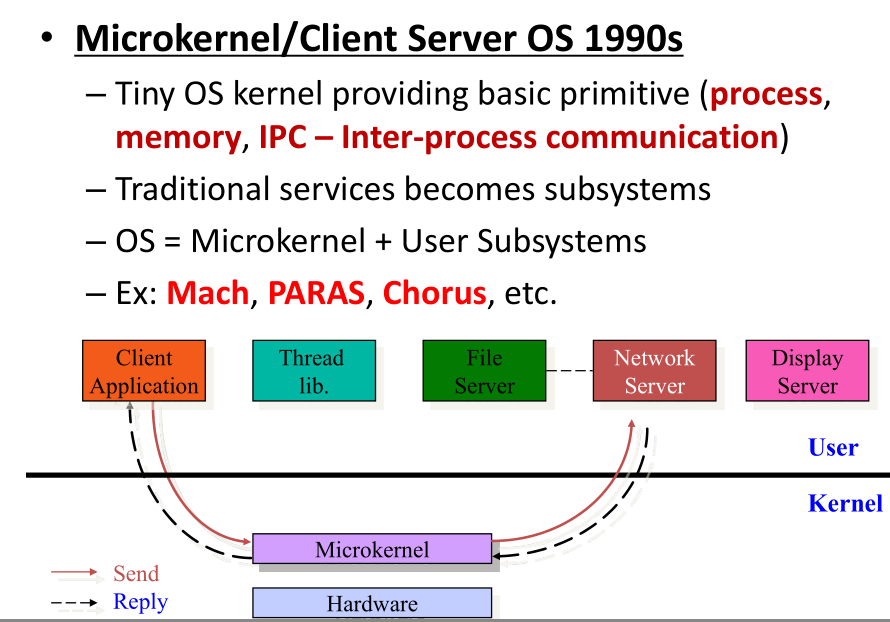 • Microkernel/Client Server OS 1990s
– Tiny OS kernel providing basic primitive (process,
memory, IPC – Inter-process communication)
– Traditional services becomes subsystems
– OS = Microkernel + User Subsystems
– Ex: Mach, PARAS, Chorus, etc.
Client
Application
Thread
lib.
File
Server
Network
Server
Display
Server
User
Kernel
Microkernel
Send
Reply
Hardware